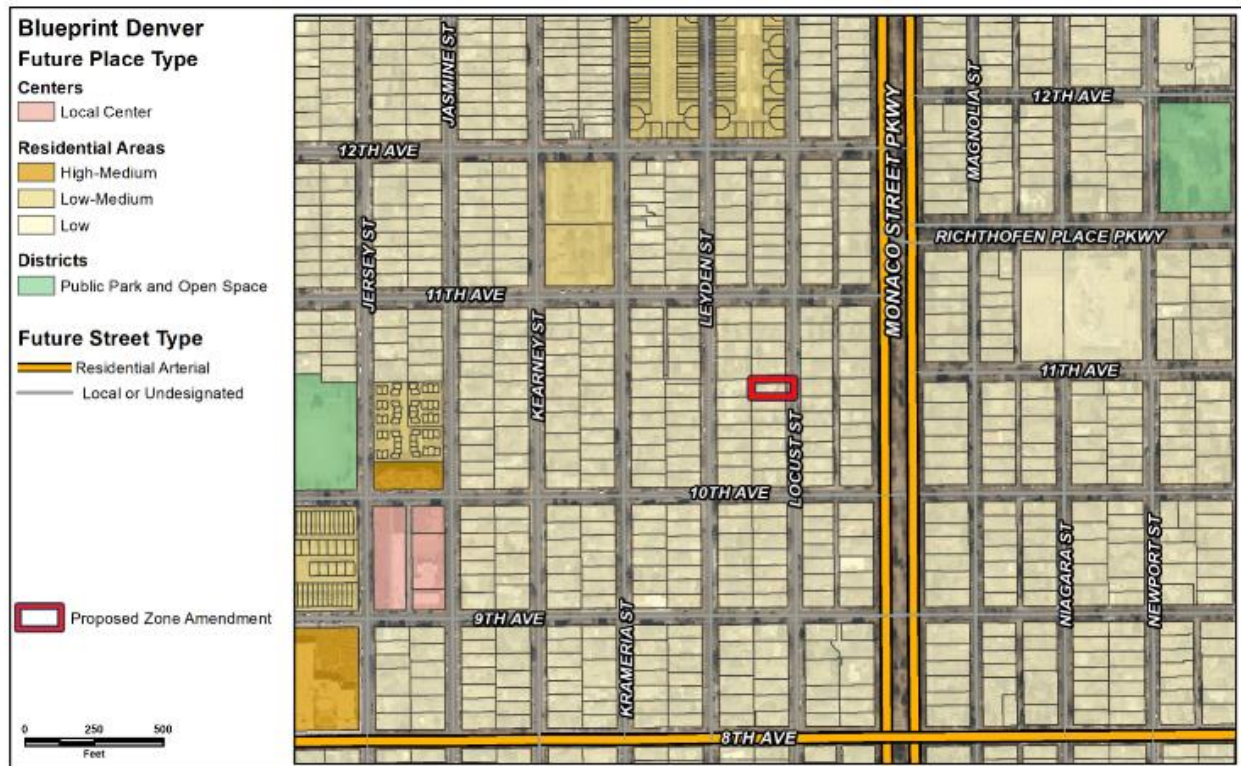 Blueprint Denver
Future Place Type
Centers
Local Center
Residential Areas
High-Medium
Low-Medium
Low
Districts
Public Park and Open Space
Future Street Type
Residential Arterial
Local or Undesignated
Proposed Zone Amendment
0 250 500
Feet
JASMINE ST
12TH AVE
MAGNOLIA ST
MONACO STREET PKWY
12TH AVE
JERSEY ST
LEYDEN ST
RICHTHOFEN PLACE PKWY
11TH AVE
KEARNEY ST
11TH AVE
LOCUST ST
10TH AVE
NIAGARA ST
NEWPORT ST
9TH AVE
KRAMERIA ST
8TH AVE